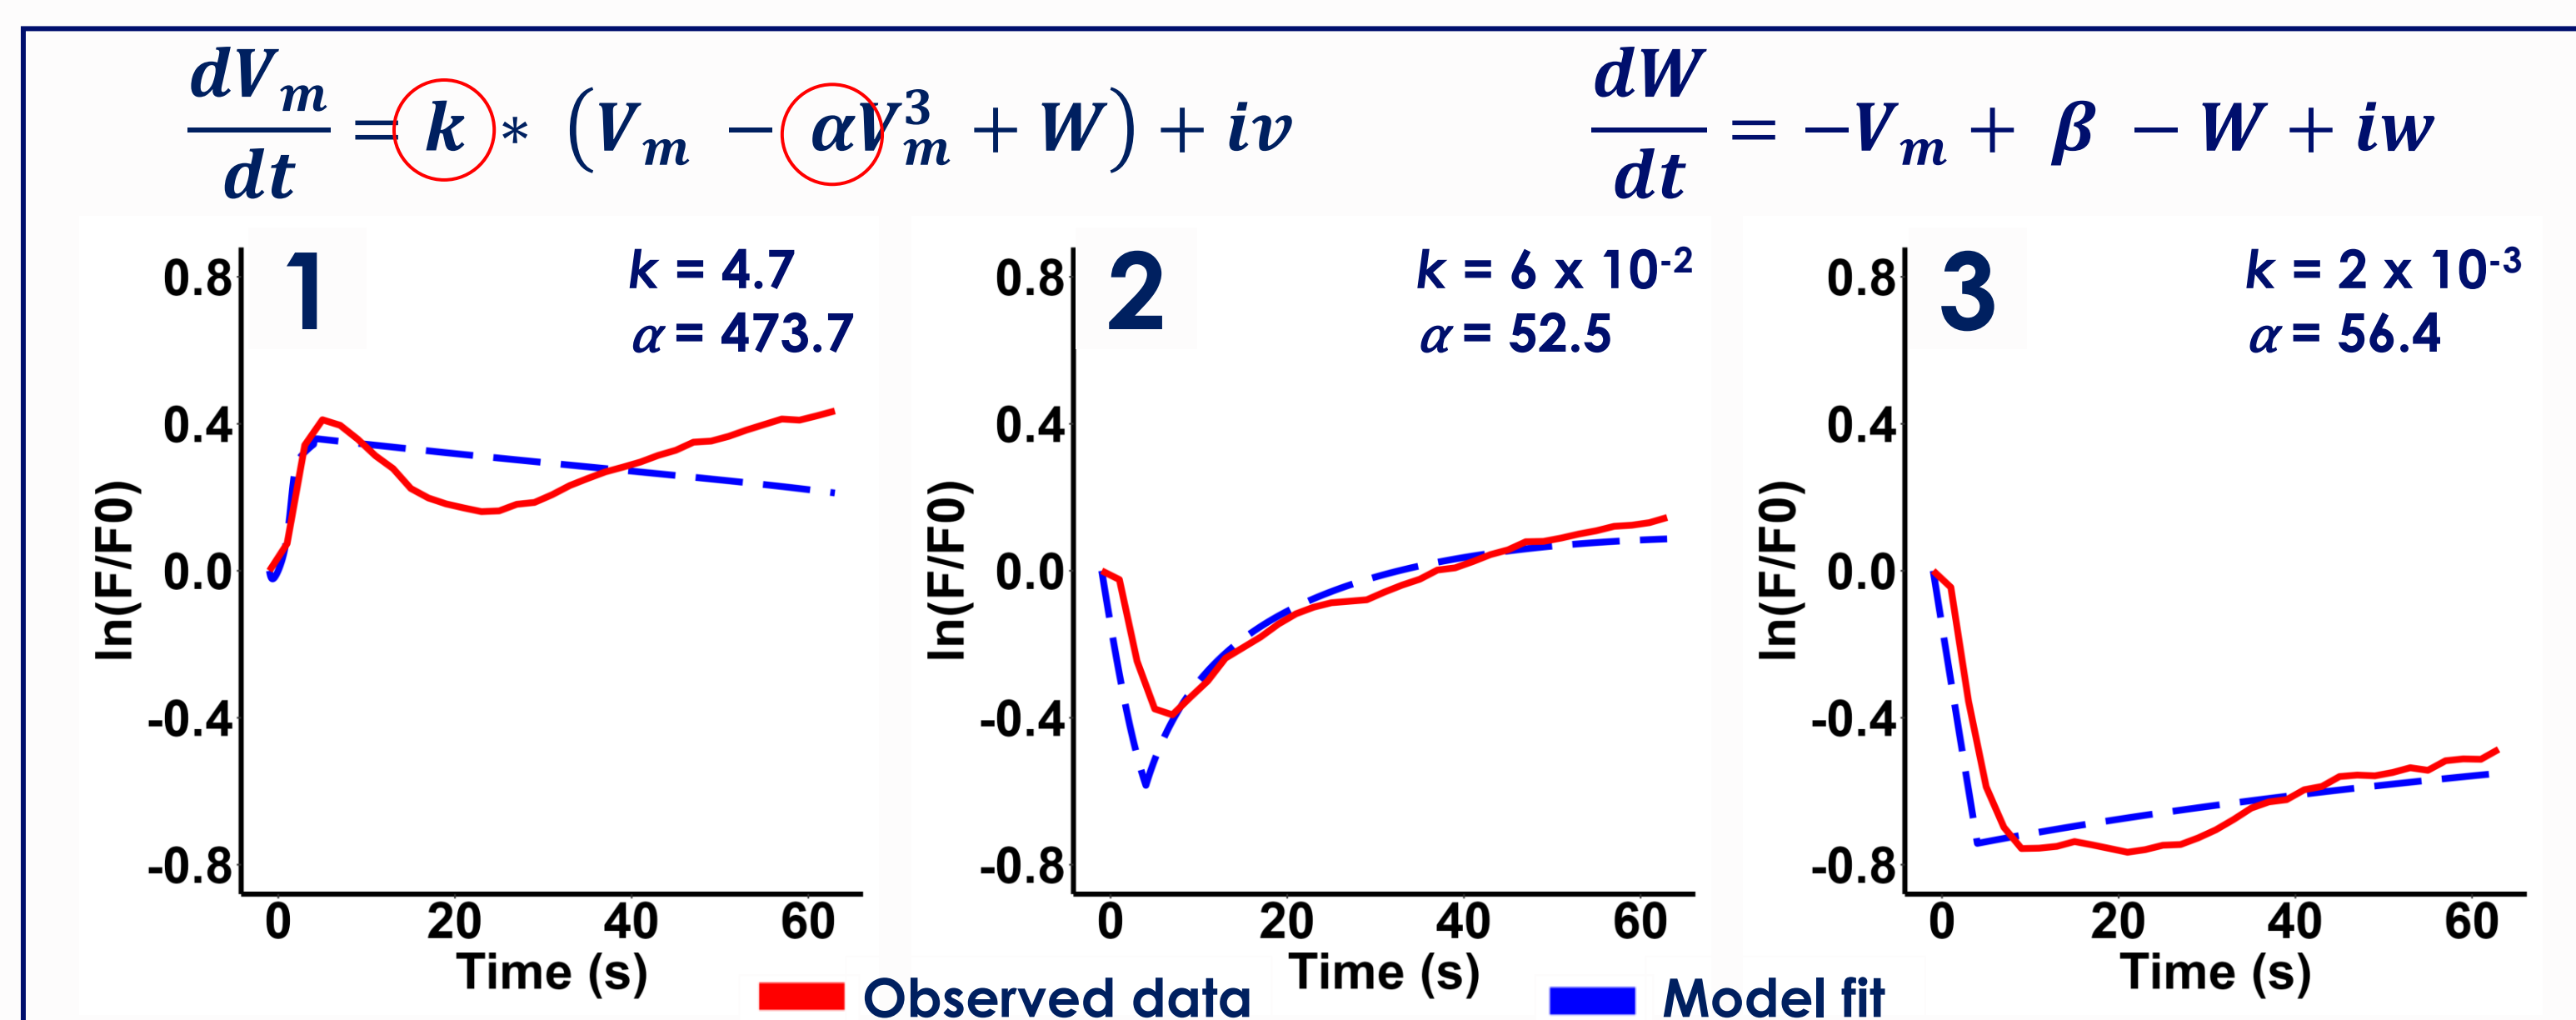 dVm/dt = k * (Vm − αVm³ + W) + iv
dW/dt = −Vm + β − W + iw
1
k = 4.7
α = 473.7
0.8
0.4
0.0
-0.4
-0.8
ln(F/F0)
0 20 40 60
Time (s)
2
k = 6 x 10⁻²
α = 52.5
0.8
0.4
0.0
-0.4
-0.8
ln(F/F0)
0 20 40 60
Time (s)
3
k = 2 x 10⁻³
α = 56.4
0.8
0.4
0.0
-0.4
-0.8
ln(F/F0)
0 20 40 60
Time (s)
Observed data
Model fit